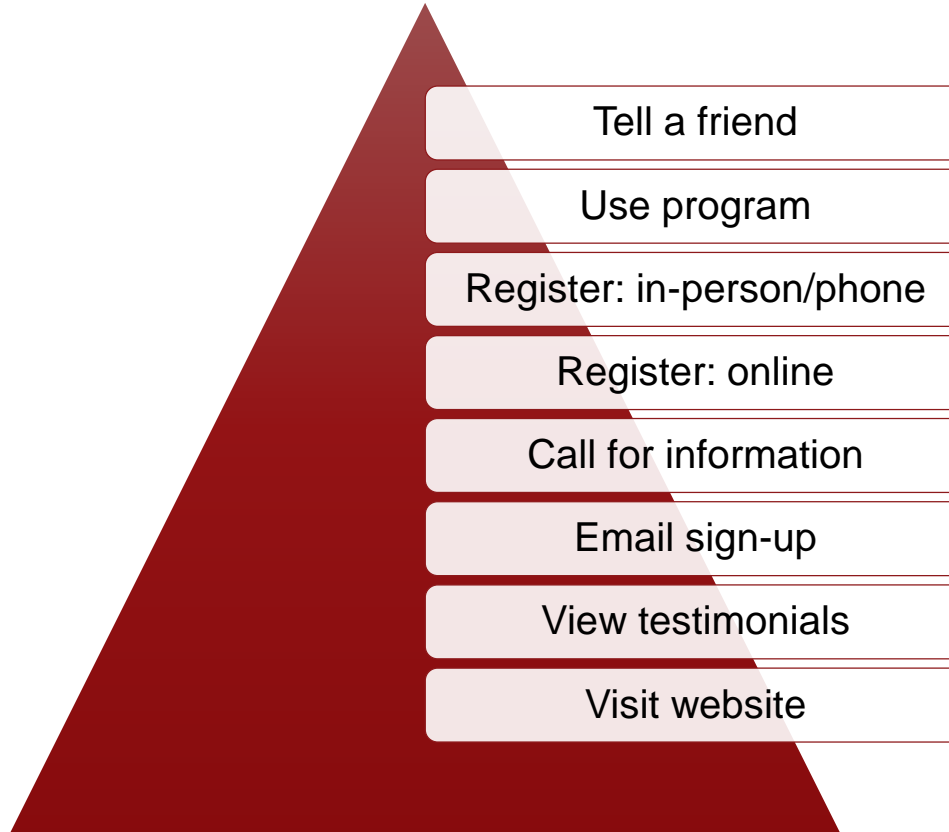 Tell a friend
Use program
Register: in-person/phone
Register: online
Call for information
Email sign-up
View testimonials
Visit website